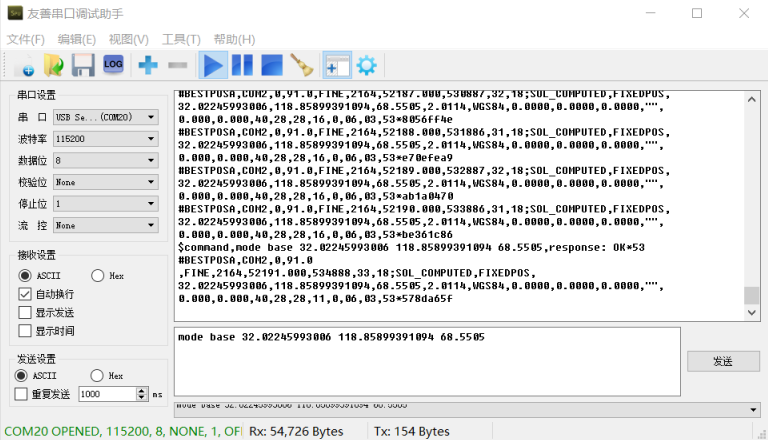 友善串口调试助手
文件(F) 编辑(E) 视图(V) 工具(T) 帮助(H)
LOG
串口设置
串 口 USB Se...(COM20)
波特率 115200
数据位 8
校验位 None
停止位 1
流 控 None
接收设置
ASCII Hex
自动换行
显示发送
显示时间
发送设置
ASCII Hex
重复发送 1000 ms
#BESTPOSA,COM2,0,91.0,FINE,2164,52187.000,530887,32,18;SOL_COMPUTED,FIXEDPOS,
32.02245993006,118.85899391094,68.5505,2.0114,WGS84,0.0000,0.0000,0.0000,"",
0.000,0.000,40,28,28,16,0,06,03,53*8056ff4e
#BESTPOSA,COM2,0,91.0,FINE,2164,52188.000,531886,31,18;SOL_COMPUTED,FIXEDPOS,
32.02245993006,118.85899391094,68.5505,2.0114,WGS84,0.0000,0.0000,0.0000,"",
0.000,0.000,40,28,28,16,0,06,03,53*e70efea9
#BESTPOSA,COM2,0,91.0,FINE,2164,52189.000,532887,32,18;SOL_COMPUTED,FIXEDPOS,
32.02245993006,118.85899391094,68.5505,2.0114,WGS84,0.0000,0.0000,0.0000,"",
0.000,0.000,40,28,28,16,0,06,03,53*ab1a0470
#BESTPOSA,COM2,0,91.0,FINE,2164,52190.000,533886,31,18;SOL_COMPUTED,FIXEDPOS,
32.02245993006,118.85899391094,68.5505,2.0114,WGS84,0.0000,0.0000,0.0000,"",
0.000,0.000,40,28,28,16,0,06,03,53*be361c86
$command,mode base 32.02245993006 118.85899391094 68.5505,response: OK*53
#BESTPOSA,COM2,0,91.0
,FINE,2164,52191.000,534888,33,18;SOL_COMPUTED,FIXEDPOS,
32.02245993006,118.85899391094,68.5505,2.0114,WGS84,0.0000,0.0000,0.0000,"",
0.000,0.000,40,28,28,11,0,06,03,53*578da65f
mode base 32.02245993006 118.85899391094 68.5505
发送
mode base 32.02245993006 118.85899391094 68.5505
COM20 OPENED, 115200, 8, NONE, 1, OF Rx: 54,726 Bytes Tx: 154 Bytes